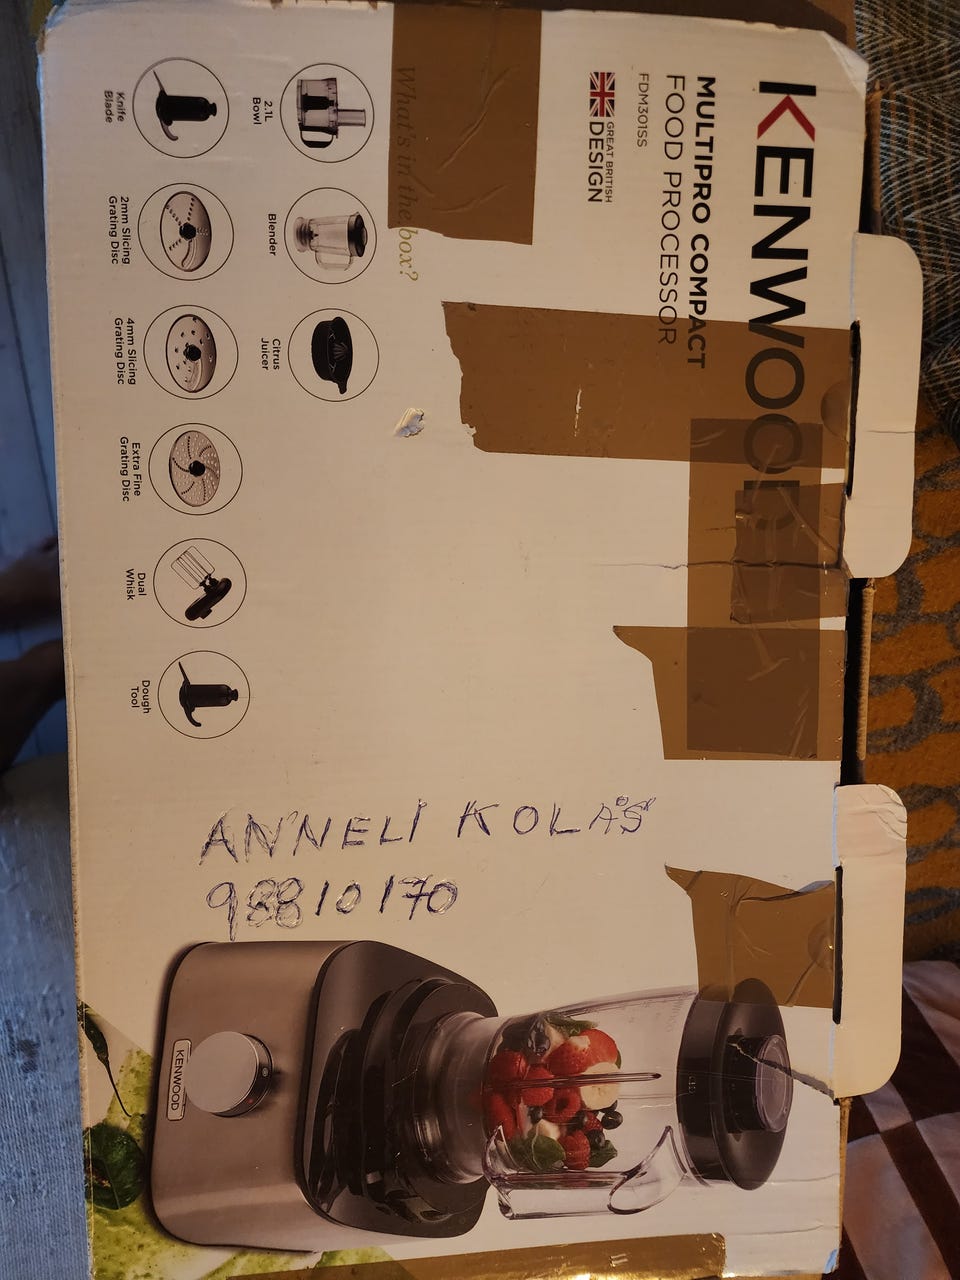 KENWOOD
MULTIPRO COMPACT
FOOD PROCESSOR
FDM301SS
GREAT BRITISH
DESIGN
What's in the box?
2.1L
Bowl
Blender
Citrus
Juicer
Knife
Blade
2mm Slicing
Grating Disc
4mm Slicing
Grating Disc
Extra Fine
Grating Disc
Dual
Whisk
Dough
Tool
ANNELI KOLÅS
98810170
KENWOOD